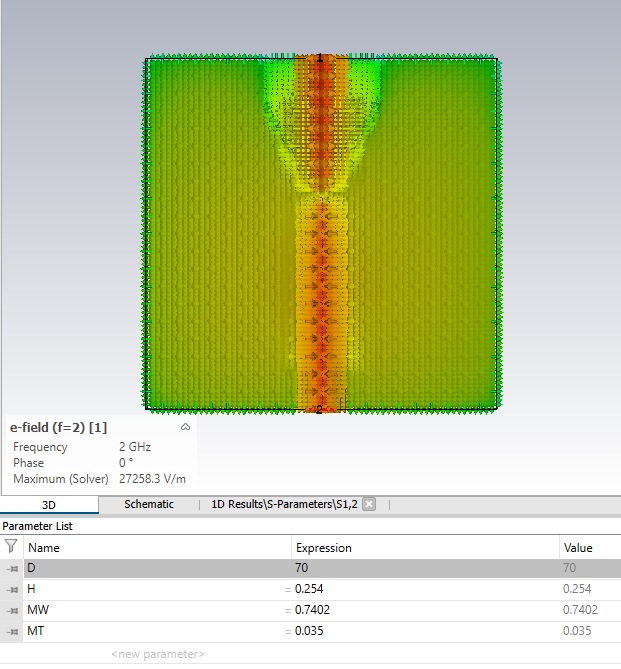 1
2
e-field (f=2) [1]
Frequency 2 GHz
Phase 0 °
Maximum (Solver) 27258.3 V/m
3D Schematic 1D Results\S-Parameters\S1,2
Parameter List
Name Expression Value
D 70 70
H = 0.254 0.254
MW = 0.7402 0.7402
MT = 0.035 0.035
<new parameter>